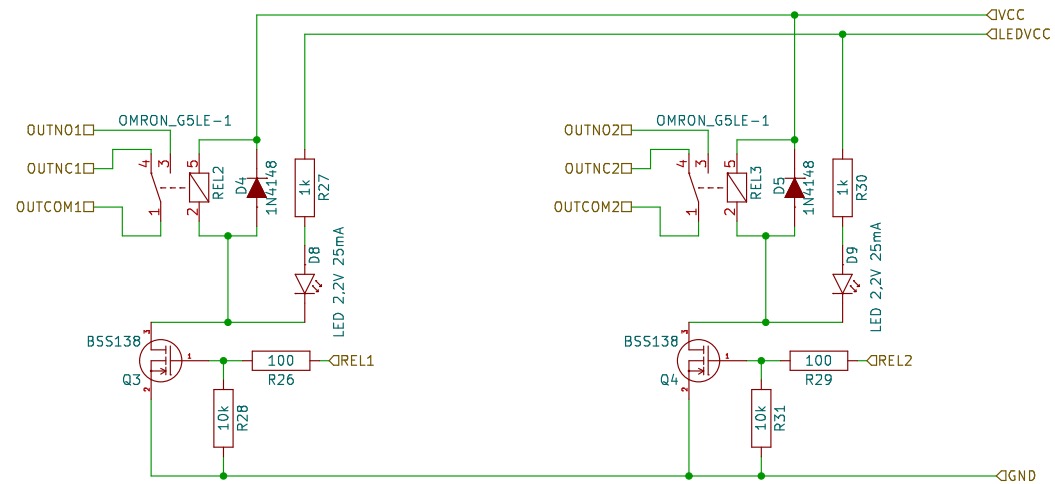 VCC
LEDVCC
OMRON_G5LE-1
OUTNO1
OUTNC1
OUTCOM1
4
3
5
1
2
REL2
D4
1N4148
1k
R27
D8
LED 2,2V 25mA
BSS138
Q3
3
1
2
100
R26
REL1
10k
R28
OMRON_G5LE-1
OUTNO2
OUTNC2
OUTCOM2
4
3
5
1
2
REL3
D5
1N4148
1k
R30
D9
LED 2,2V 25mA
BSS138
Q4
3
1
2
100
R29
REL2
10k
R31
GND